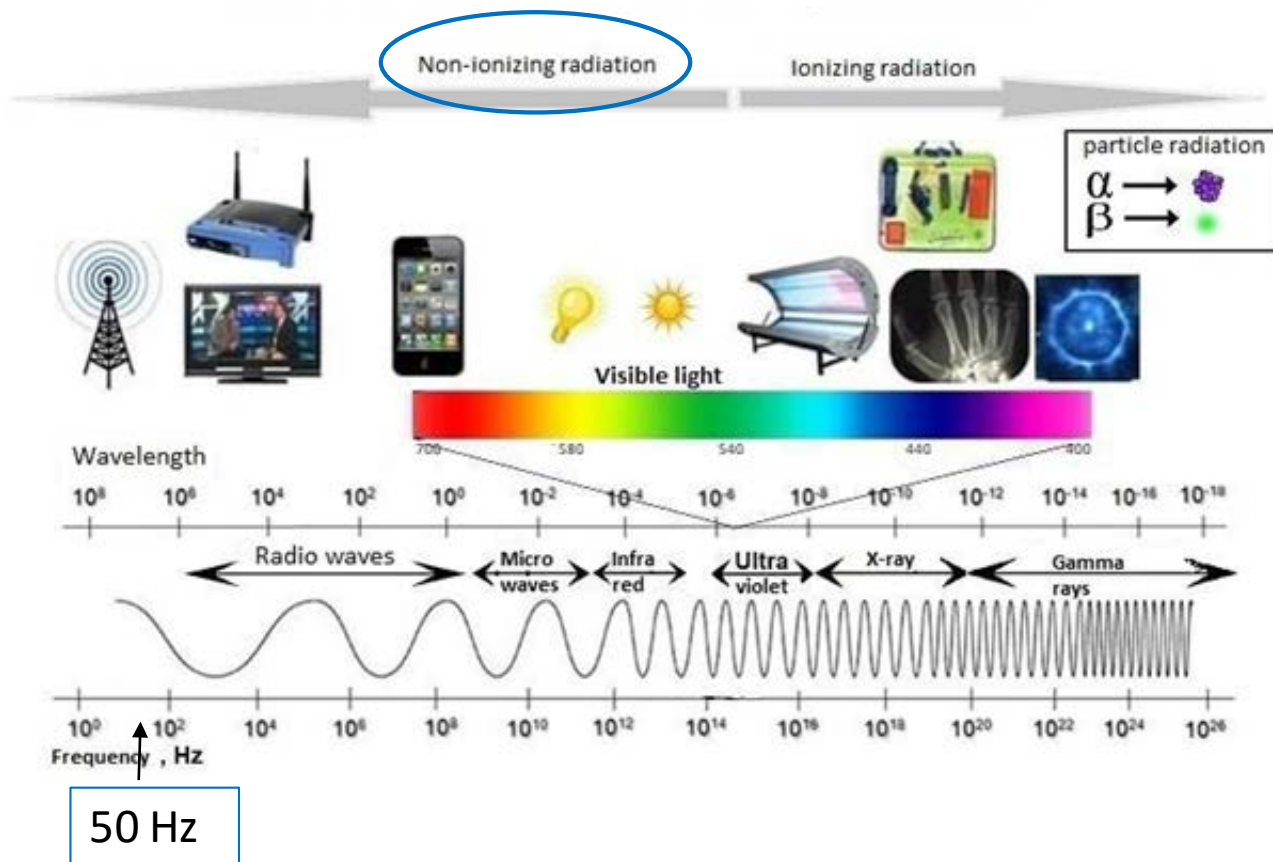 Non-ionizing radiation
Ionizing radiation
particle radiation
α
β
Visible light
700 580 540 440 400
Wavelength
10⁸ 10⁶ 10⁴ 10² 10⁰ 10⁻² 10⁻⁴ 10⁻⁶ 10⁻⁸ 10⁻¹⁰ 10⁻¹² 10⁻¹⁴ 10⁻¹⁶ 10⁻¹⁸
Radio waves
Micro
waves
Infra
red
Ultra
violet
X-ray
Gamma
rays
10⁰ 10² 10⁴ 10⁶ 10⁸ 10¹⁰ 10¹² 10¹⁴ 10¹⁶ 10¹⁸ 10²⁰ 10²² 10²⁴ 10²⁶
Frequency , Hz
50 Hz